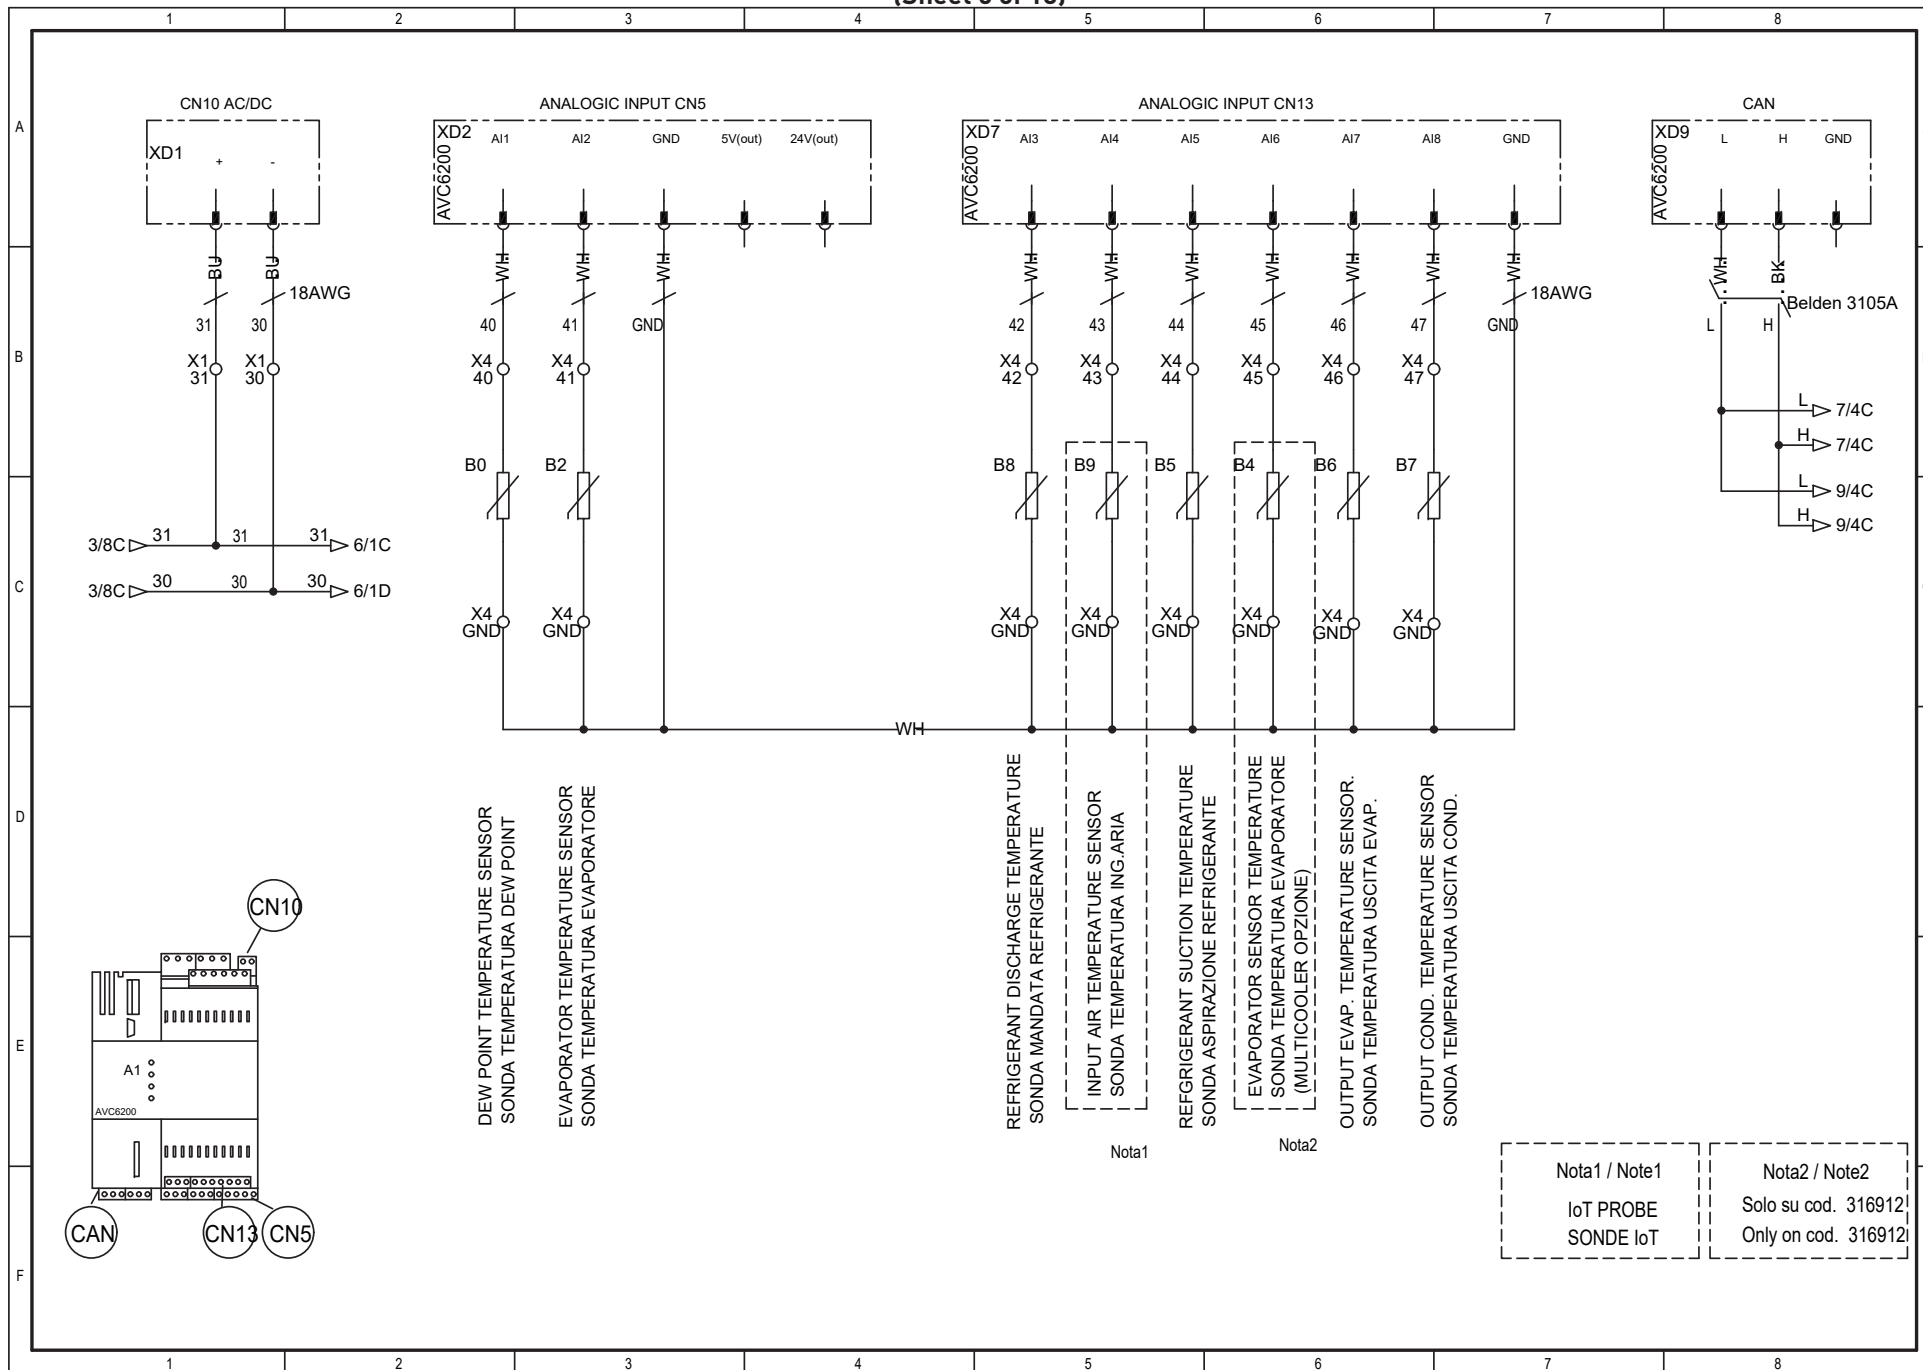 1 2 3 4 5 6 7 8
CN10 AC/DC
ANALOGIC INPUT CN5
ANALOGIC INPUT CN13
CAN
A
XD1
+ -
XD2
AVC6200
AI1 AI2 GND 5V(out) 24V(out)
XD7
AVC6200
AI3 AI4 AI5 AI6 AI7 AI8 GND
XD9
AVC6200
L H GND
BU BU
WH WH WH
WH WH WH WH WH WH WH
WH BK
18AWG
18AWG
Belden 3105A
31 30
40 41 GND
42 43 44 45 46 47 GND
L H
B
X1 X1
31 30
X4 X4
40 41
X4 X4 X4 X4 X4 X4
42 43 44 45 46 47
L 7/4C
H 7/4C
L 9/4C
H 9/4C
B0 B2
B8 B9 B5 B4 B6 B7
3/8C 31 31 31 6/1C
3/8C 30 30 30 6/1D
C
X4 X4
GND GND
X4 X4 X4 X4 X4 X4
GND GND GND GND GND GND
WH
D
DEW POINT TEMPERATURE SENSOR
SONDA TEMPERATURA DEW POINT
EVAPORATOR TEMPERATURE SENSOR
SONDA TEMPERATURA EVAPORATORE
REFRIGERANT DISCHARGE TEMPERATURE
SONDA MANDATA REFRIGERANTE
INPUT AIR TEMPERATURE SENSOR
SONDA TEMPERATURA ING.ARIA
REFGRIGERANT SUCTION TEMPERATURE
SONDA ASPIRAZIONE REFRIGERANTE
EVAPORATOR SENSOR TEMPERATURE
SONDA TEMPERATURA EVAPORATORE
(MULTICOOLER OPZIONE)
OUTPUT EVAP. TEMPERATURE SENSOR.
SONDA TEMPERATURA USCITA EVAP.
OUTPUT COND. TEMPERATURE SENSOR
SONDA TEMPERATURA USCITA COND.
CN10
E
A1
AVC6200
Nota1
Nota2
CAN
CN13
CN5
Nota1 / Note1
IoT PROBE
SONDE IoT
Nota2 / Note2
Solo su cod. 316912
Only on cod. 316912
F
1 2 3 4 5 6 7 8